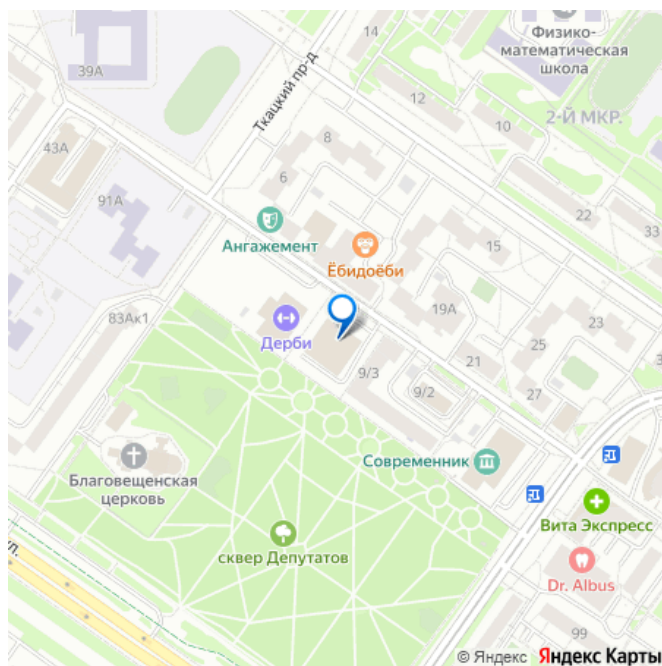 Физико-
математическая
школа
14
39А
Ткацкий пр-д
12
10
2-Й МКР.
8
43А
6
91А
22
33
Ангажемент
15
Ёбидоёби
19А
83Ак1
23
Дерби
25
21
9/3
9/2
27
Современник
Благовещенская
церковь
Вита Экспресс
ул.
сквер Депутатов
Dr. Albus
99
© Яндекс Яндекс Карты